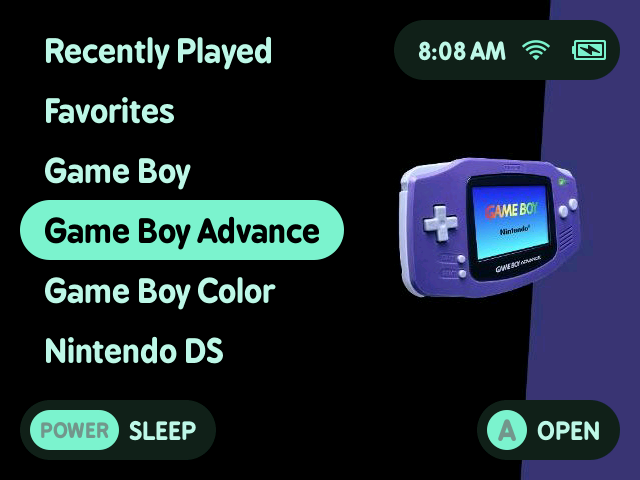 Recently Played
8:08 AM
Favorites
Game Boy
Game Boy Advance
Game Boy Color
Nintendo DS
GAME BOY
Nintendo®
GAME BOY ADVANCE
POWER SLEEP
A OPEN